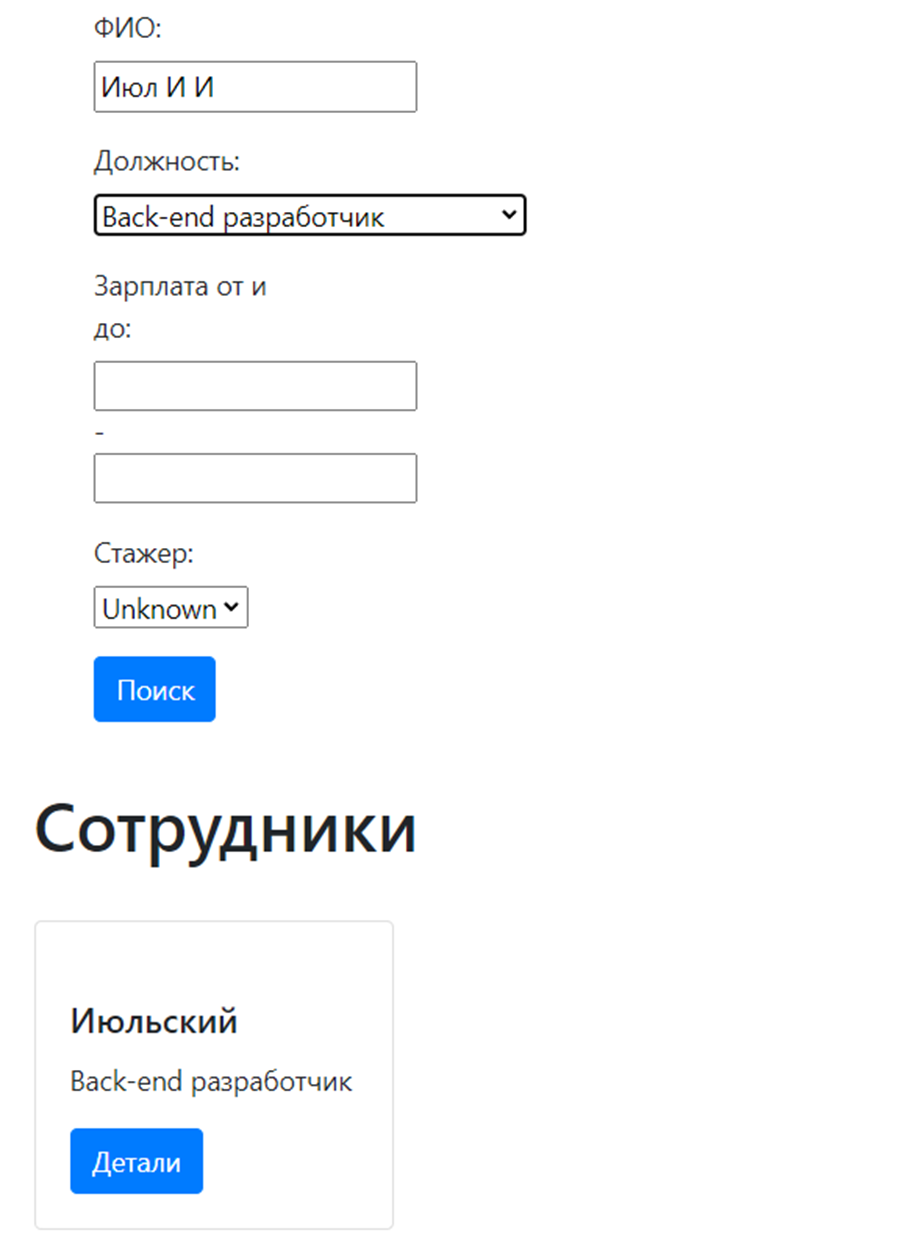 ФИО:
Июл И И
Должность:
Back-end разработчик
Зарплата от и
до:
-
Стажер:
Unknown
Поиск
Сотрудники
Июльский
Back-end разработчик
Детали